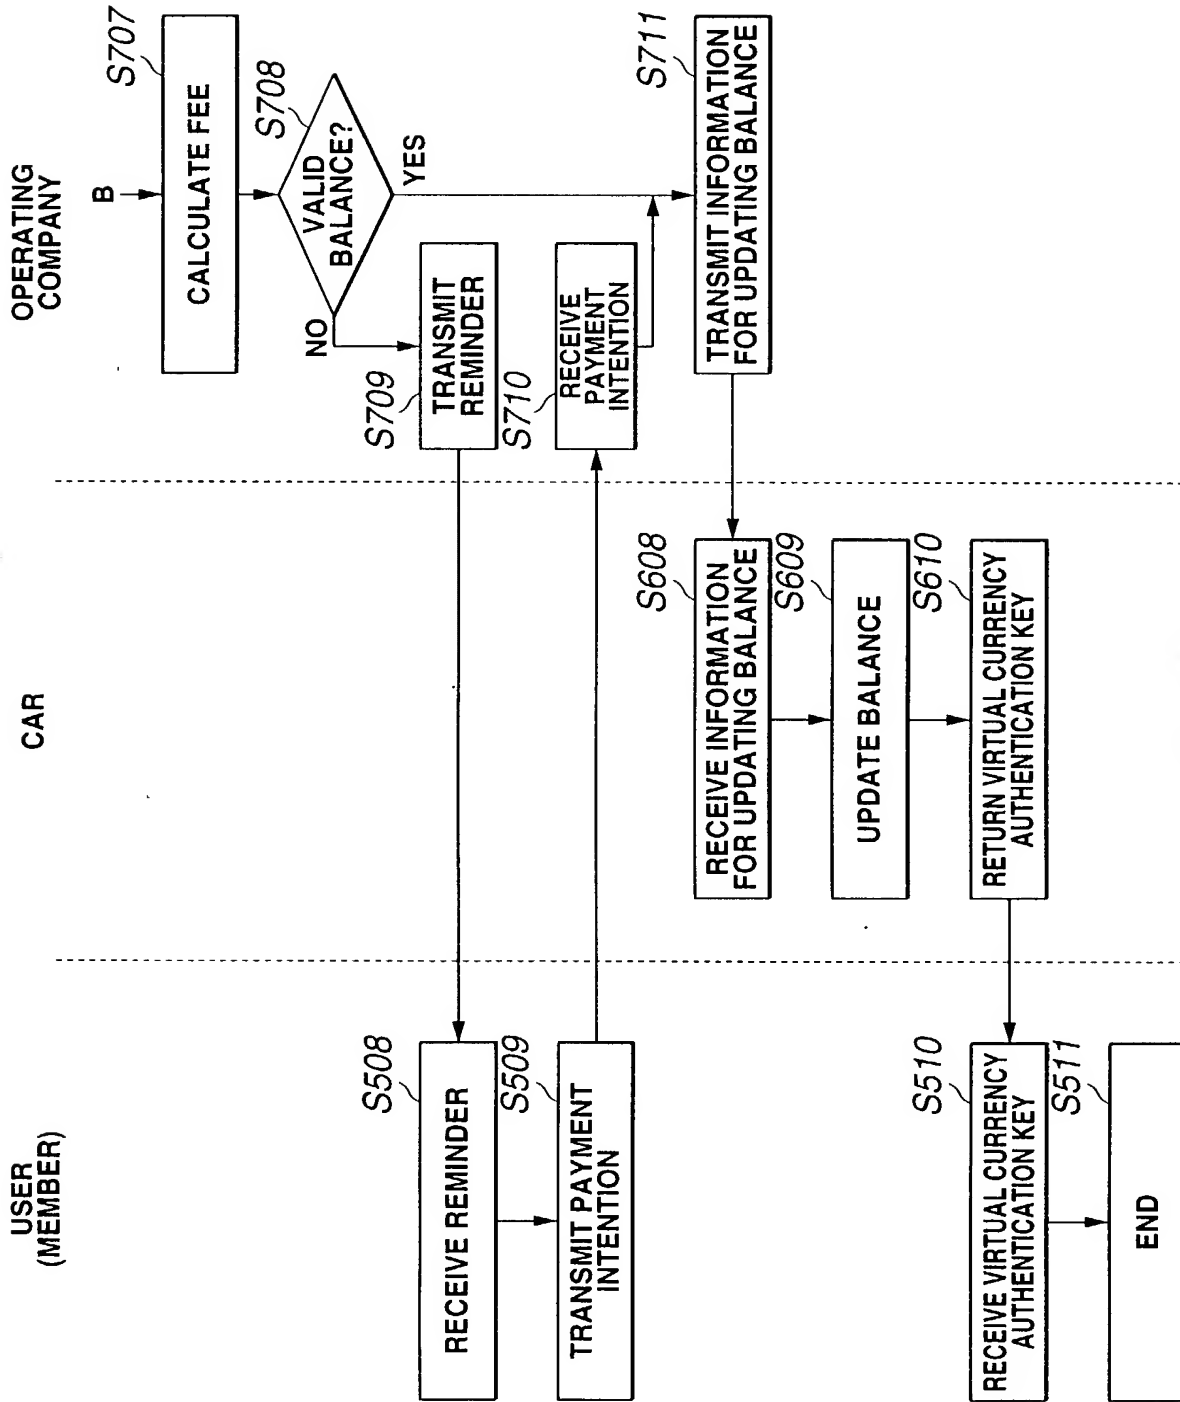 USER
(MEMBER)
CAR
OPERATING
COMPANY
B
S707
CALCULATE FEE
S708
VALID
BALANCE?
NO
YES
S709
TRANSMIT
REMINDER
S508
RECEIVE REMINDER
S509
TRANSMIT PAYMENT
INTENTION
S710
RECEIVE
PAYMENT
INTENTION
S711
TRANSMIT INFORMATION
FOR UPDATING BALANCE
S608
RECEIVE INFORMATION
FOR UPDATING BALANCE
S609
UPDATE BALANCE
S610
RETURN VIRTUAL CURRENCY
AUTHENTICATION KEY
S510
RECEIVE VIRTUAL CURRENCY
AUTHENTICATION KEY
S511
END